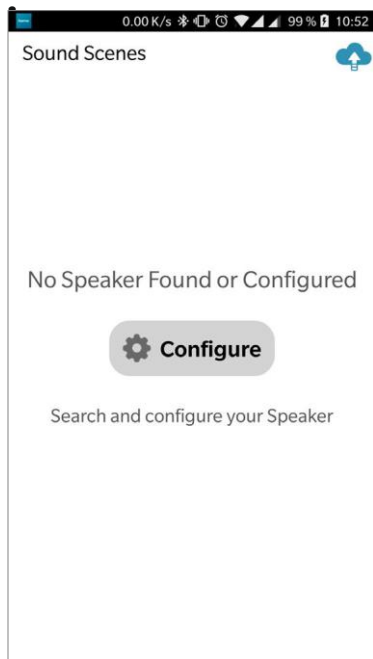 0.00 K/s 99 % 10:52
Sound Scenes
No Speaker Found or Configured
Configure
Search and configure your Speaker